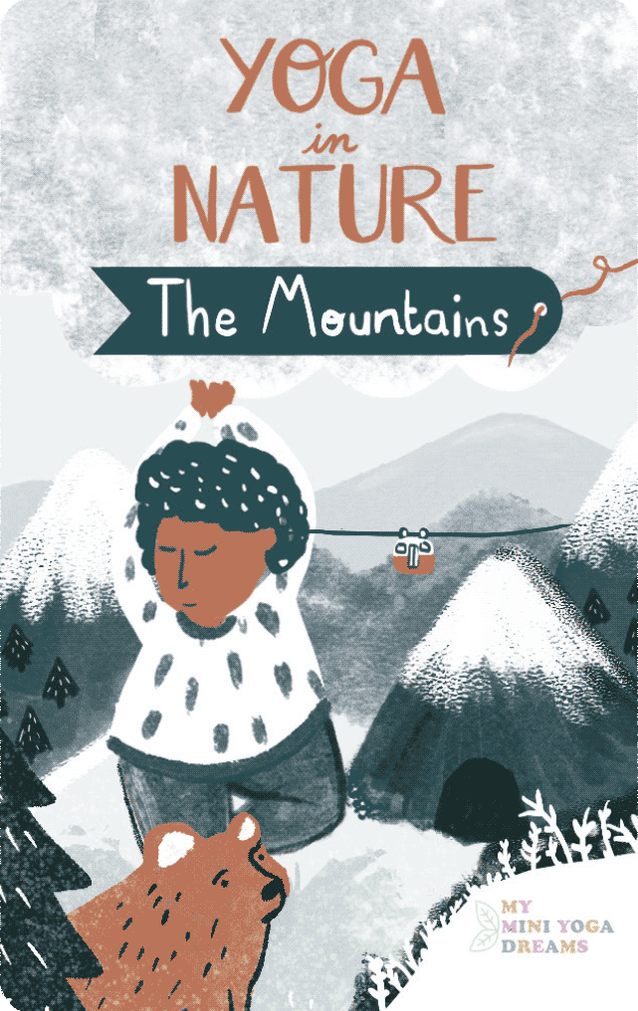 YOGA
in
NATURE
The Mountains
MY
MINI YOGA
DREAMS